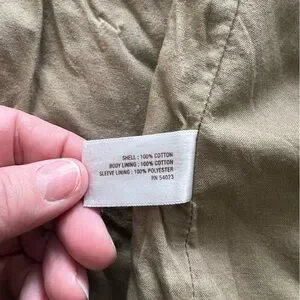 SHELL : 100% COTTON
BODY LINING : 100% COTTON
SLEEVE LINING : 100% POLYESTER
RN 54023